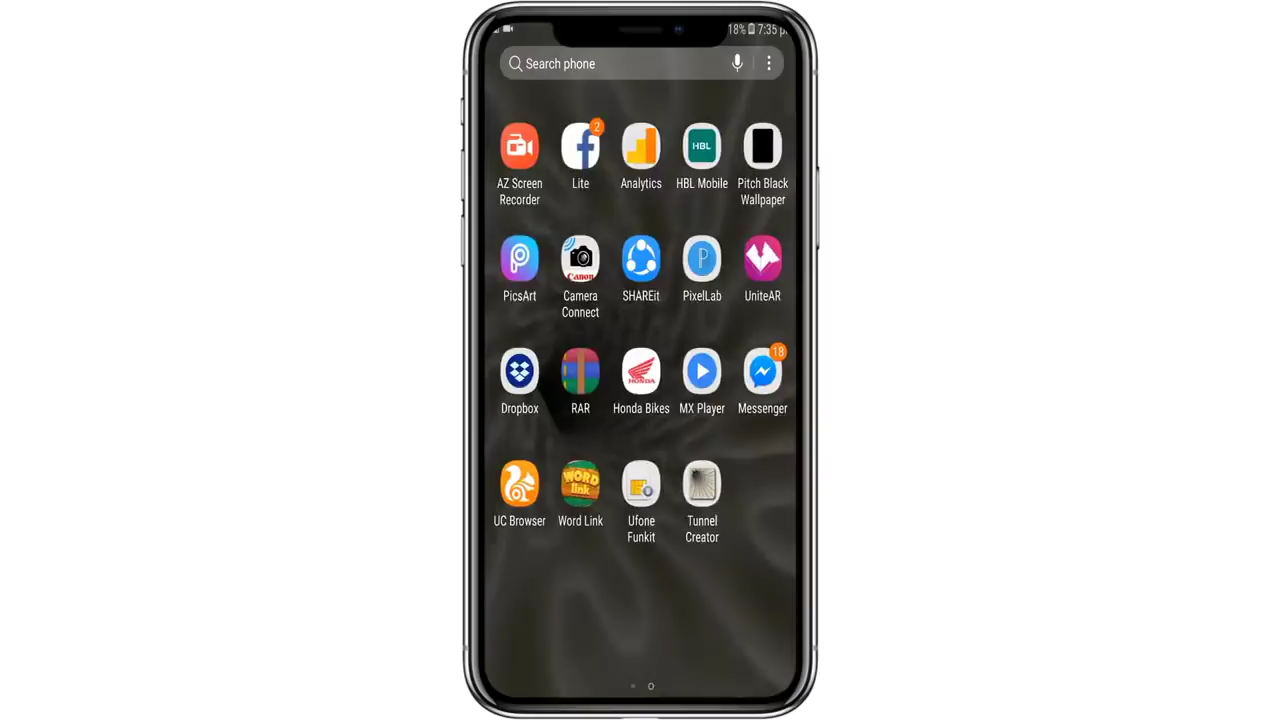 18% 7:35 p
Search phone
2
HBL
AZ Screen Recorder
Lite
Analytics
HBL Mobile
Pitch Black Wallpaper
Canon
PicsArt
Camera Connect
SHAREit
P
PixelLab
UniteAR
18
HONDA
Dropbox
RAR
Honda Bikes
MX Player
Messenger
WORD
link
UC Browser
Word Link
Ufone Funkit
Tunnel Creator